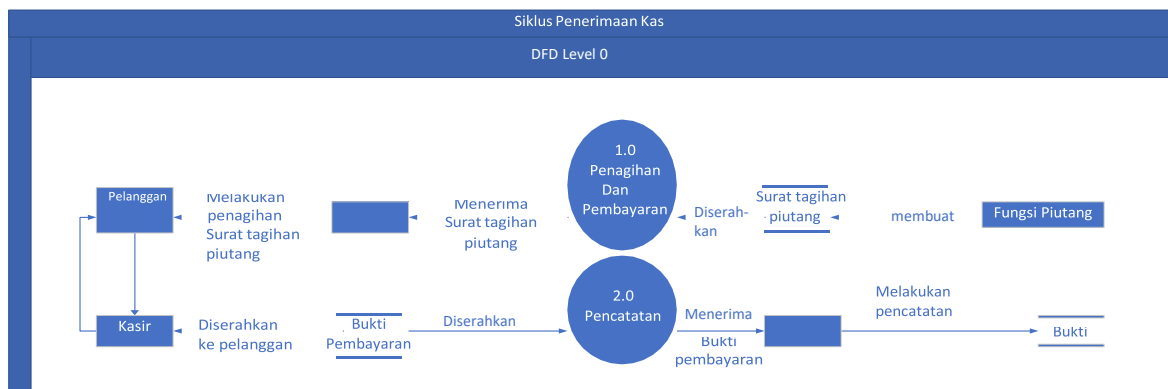 Siklus Penerimaan Kas
DFD Level 0
1.0
Penagihan
Dan
Pembayaran
Pelanggan
Melakukan
penagihan
Surat tagihan
piutang
Menerima
Surat tagihan
piutang
Diserah-
kan
Surat tagihan
piutang
membuat
Fungsi Piutang
Kasir
Diserahkan
ke pelanggan
Bukti
Pembayaran
Diserahkan
2.0
Pencatatan
Menerima
Bukti
pembayaran
Melakukan
pencatatan
Bukti